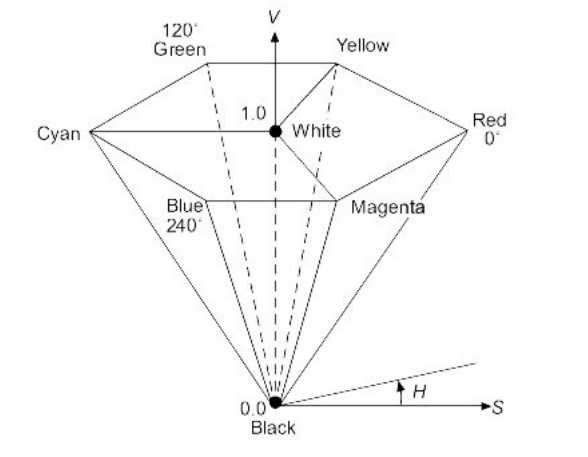 V
120°
Green
Yellow
1.0
Cyan
White
Red
0°
Blue
240°
Magenta
H
0.0
S
Black